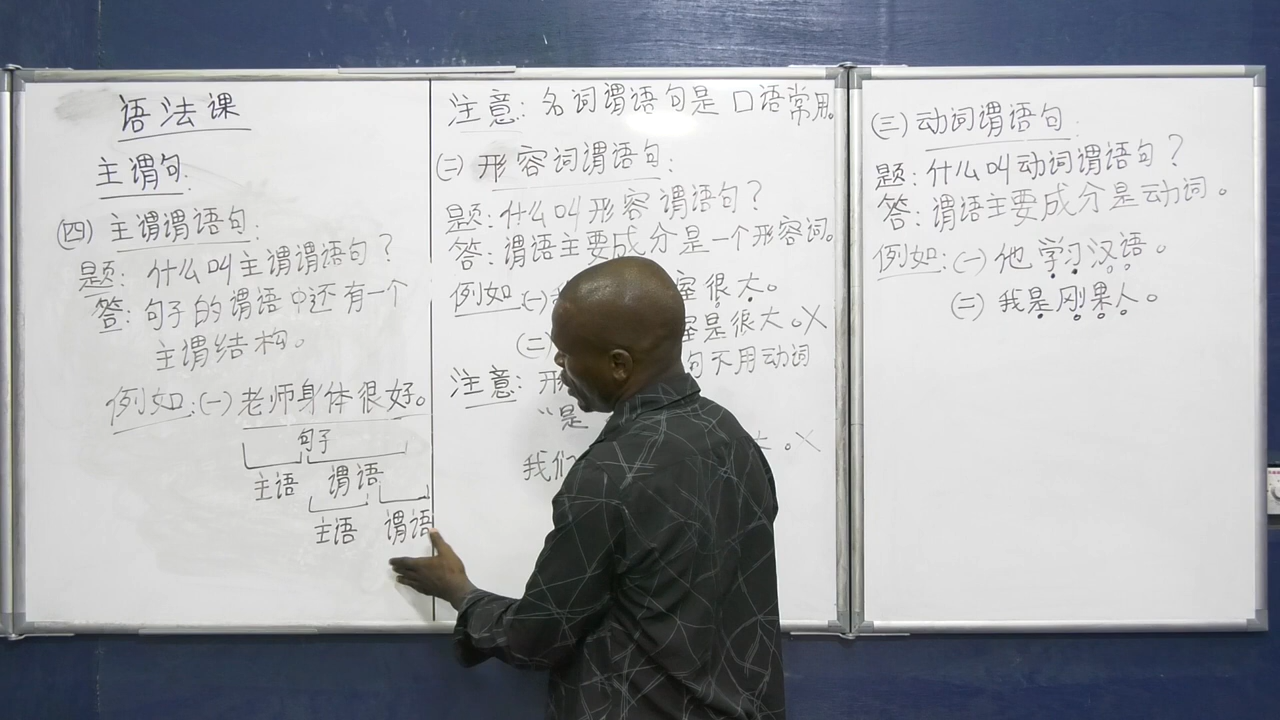 语法课
主谓句:
(四) 主谓谓语句:
题: 什么叫主谓谓语句?
答: 句子的谓语中还有一个
主谓结构。
例如:(一) 老师身体很好。
句子
主语 谓语
主语 谓语
注意: 名词谓语句是口语常用。
(二) 形容词谓语句:
题: 什么叫形容谓语句?
答: 谓语主要成分是一个形容词。
例如 (一) 很大。
(二) 是很大。X
注意: 形 句不用动词
“是
我们 。X
(三) 动词谓语句:
题: 什么叫动词谓语句?
答: 谓语主要成分是动词。
例如: (一) 他学习汉语。
(二) 我是刚果人。